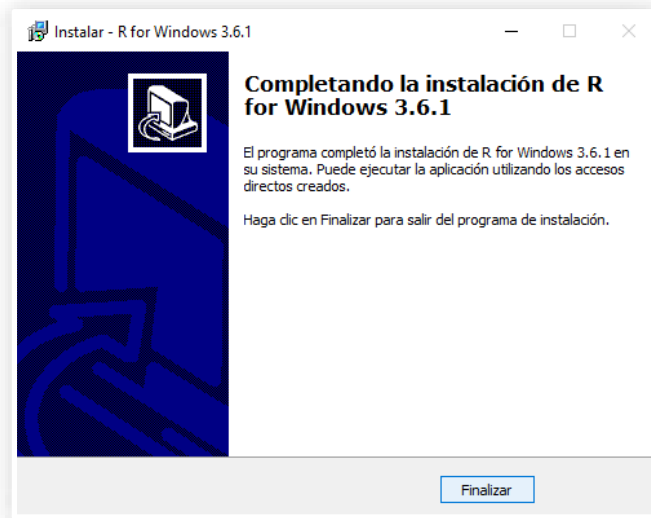 Instalar - R for Windows 3.6.1
Completando la instalación de R
for Windows 3.6.1
El programa completó la instalación de R for Windows 3.6.1 en
su sistema. Puede ejecutar la aplicación utilizando los accesos
directos creados.
Haga clic en Finalizar para salir del programa de instalación.
Finalizar